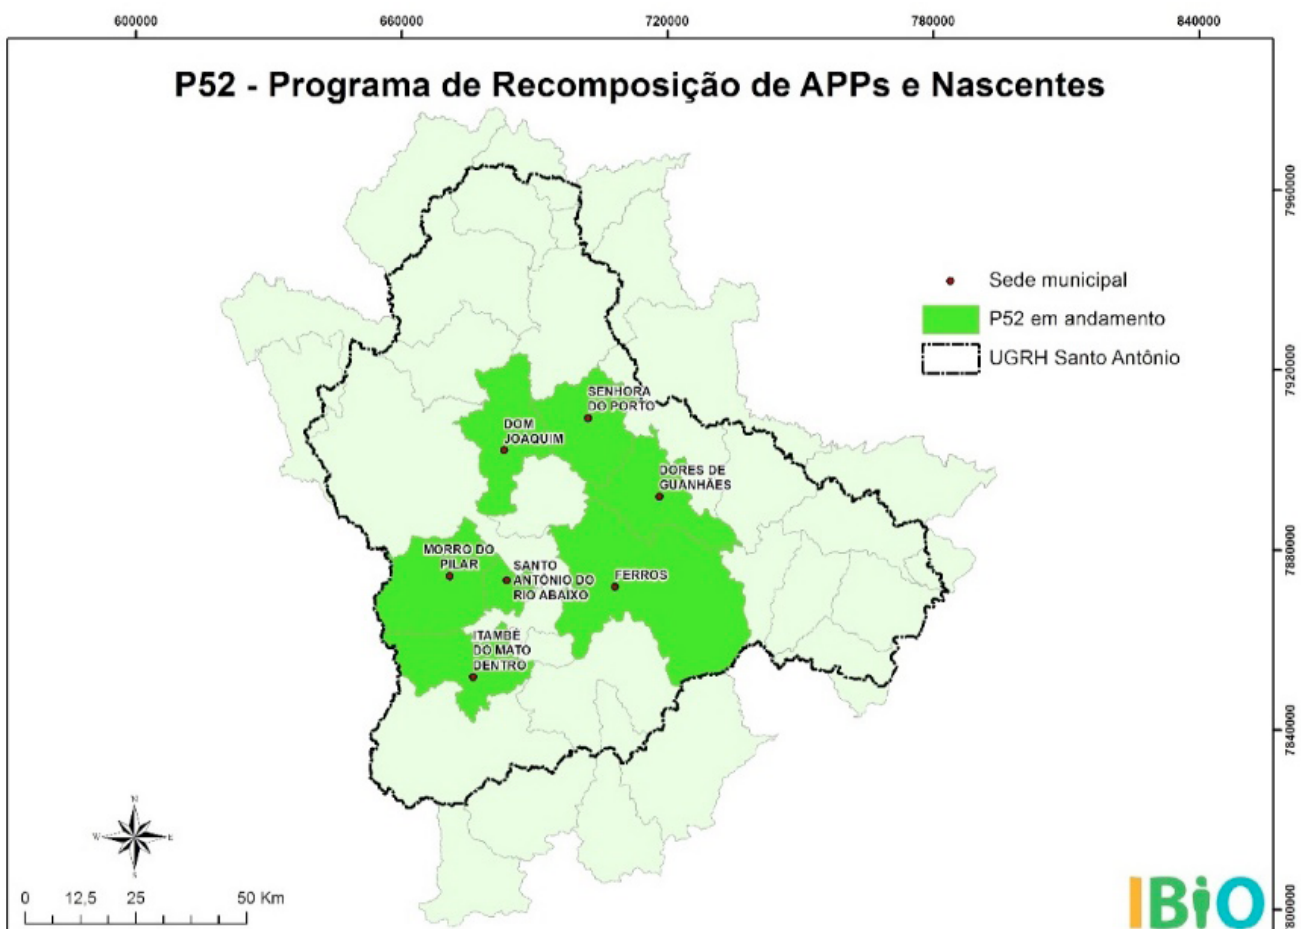 600000 660000 720000 780000 840000
P52 - Programa de Recomposição de APPs e Nascentes
7960000
Sede municipal
P52 em andamento
UGRH Santo Antônio
7920000
SENHORA
DO PORTO
DOM
JOAQUIM
DORES DE
GUANHÃES
7880000
MORRO DO
PILAR
SANTO
ANTÔNIO DO
RIO ABAIXO
FERROS
ITAMBÉ
DO MATO
DENTRO
7840000
N
W E
S
0 12,5 25 50 Km
IBiO
800000